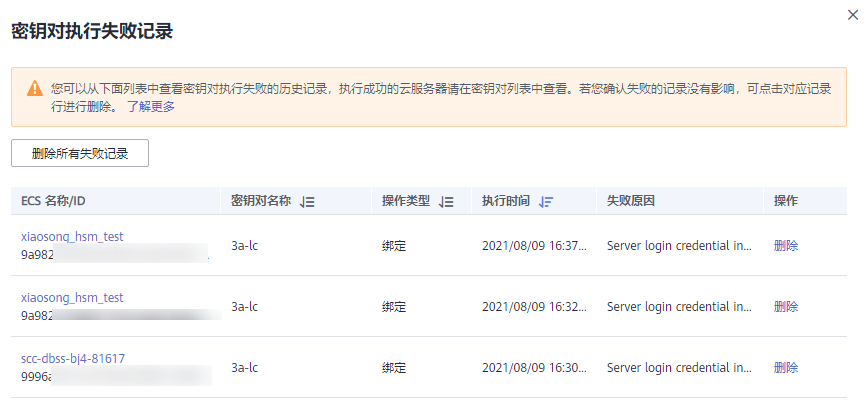 密钥对执行失败记录
您可以从下面列表中查看密钥对执行失败的历史记录，执行成功的云服务器请在密钥对列表中查看。若您确认失败的记录没有影响，可点击对应记录
行进行删除。 了解更多
删除所有失败记录
ECS 名称/ID 密钥对名称 操作类型 执行时间 失败原因 操作
xiaosong_hsm_test
9a982
3a-lc 绑定 2021/08/09 16:37... Server login credential in... 删除
xiaosong_hsm_test
9a982
3a-lc 绑定 2021/08/09 16:32... Server login credential in... 删除
scc-dbss-bj4-81617
9996a
3a-lc 绑定 2021/08/09 16:30... Server login credential in... 删除